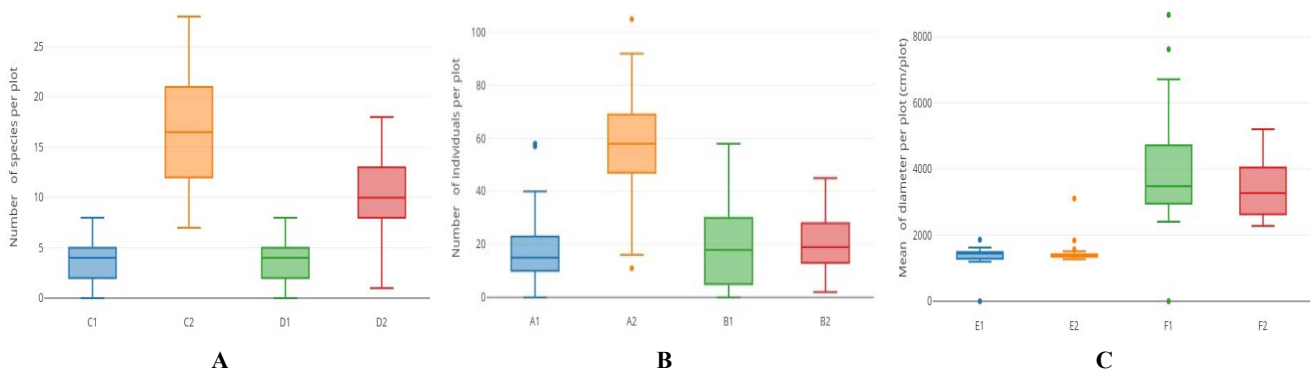 Number of species per plot
25
20
15
10
5
0
C1 C2 D1 D2
A
Number of individuals per plot
100
80
60
40
20
0
A1 A2 B1 B2
B
Mean of diameter per plot (cm/plot)
8000
6000
4000
2000
0
E1 E2 F1 F2
C